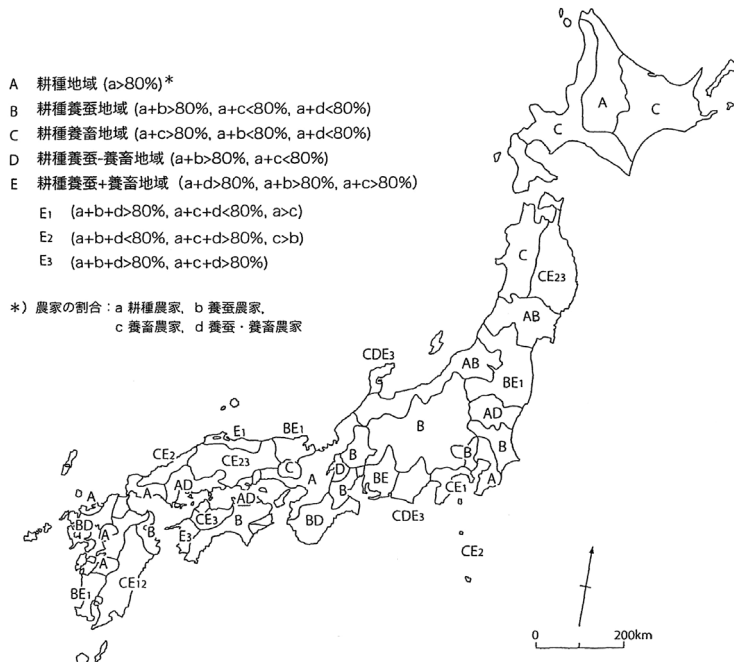 A 耕種地域 (a>80%)*
B 耕種養蚕地域 (a+b>80%, a+c<80%, a+d<80%)
C 耕種養畜地域 (a+c>80%, a+b<80%, a+d<80%)
D 耕種養蚕-養畜地域 (a+b>80%, a+c<80%)
E 耕種養蚕+養畜地域 (a+d>80%, a+b>80%, a+c>80%)
E1 (a+b+d>80%, a+c+d<80%, a>c)
E2 (a+b+d<80%, a+c+d>80%, c>b)
E3 (a+b+d>80%, a+c+d>80%)
*) 農家の割合：a 耕種農家, b 養蚕農家,
c 養畜農家, d 養蚕・養畜農家
A
C
C
C
CE23
AB
AB
BE1
AD
CDE3
B
B
B
A
CE1
CDE3
BE
B
D
B
A
BD
C
BE1
E1
CE23
CE2
AD
A
AD
CE3
B
E3
A
BD
A
B
A
CE12
BE1
CE2
0 200km